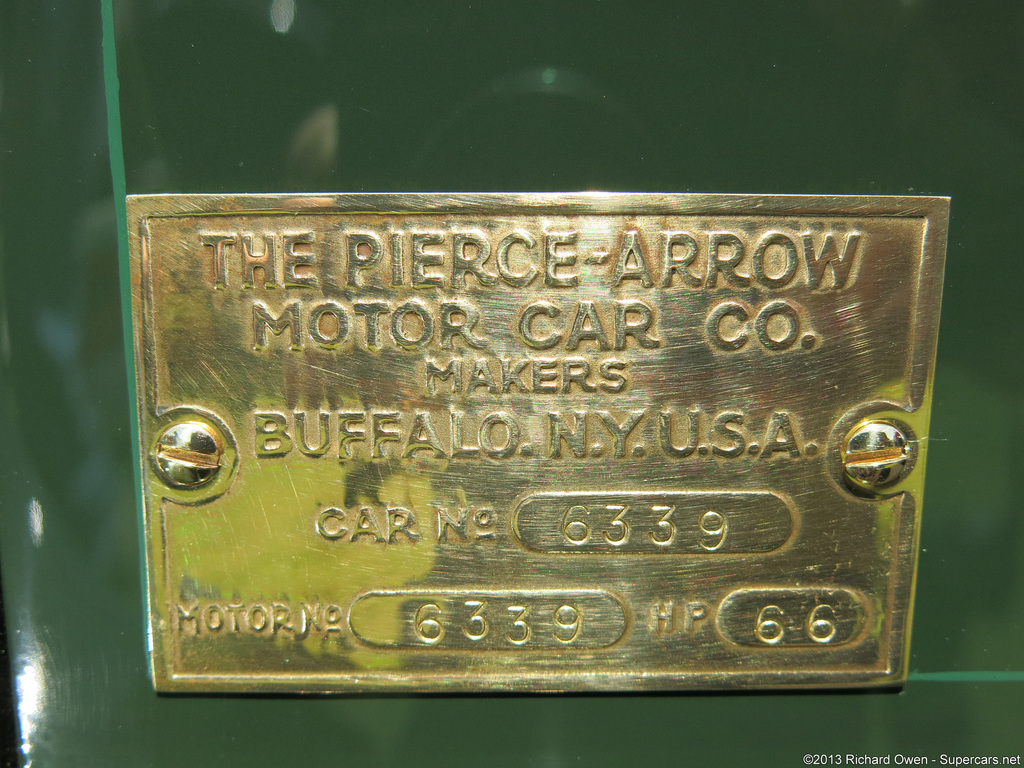 THE PIERCE-ARROW
MOTOR CAR CO.
MAKERS
BUFFALO. N.Y. U.S.A.
CAR No 6339
MOTOR No 6339 HP 66
©2013 Richard Owen - Supercars.net